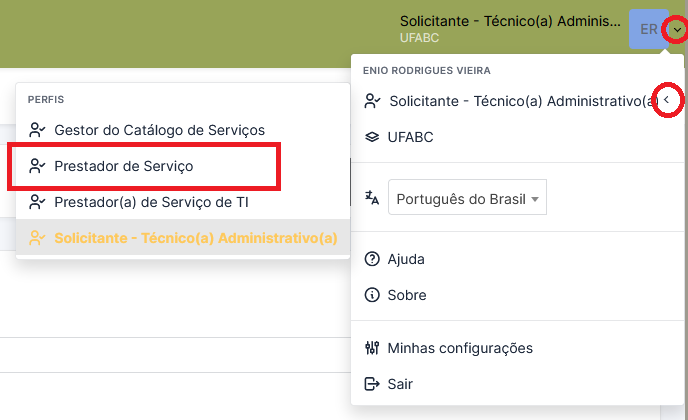 Solicitante - Técnico(a) Adminis...
UFABC
ER
ENIO RODRIGUES VIEIRA
Solicitante - Técnico(a) Administrativo(a)
UFABC
Português do Brasil
Ajuda
Sobre
Minhas configurações
Sair
PERFIS
Gestor do Catálogo de Serviços
Prestador de Serviço
Prestador(a) de Serviço de TI
Solicitante - Técnico(a) Administrativo(a)